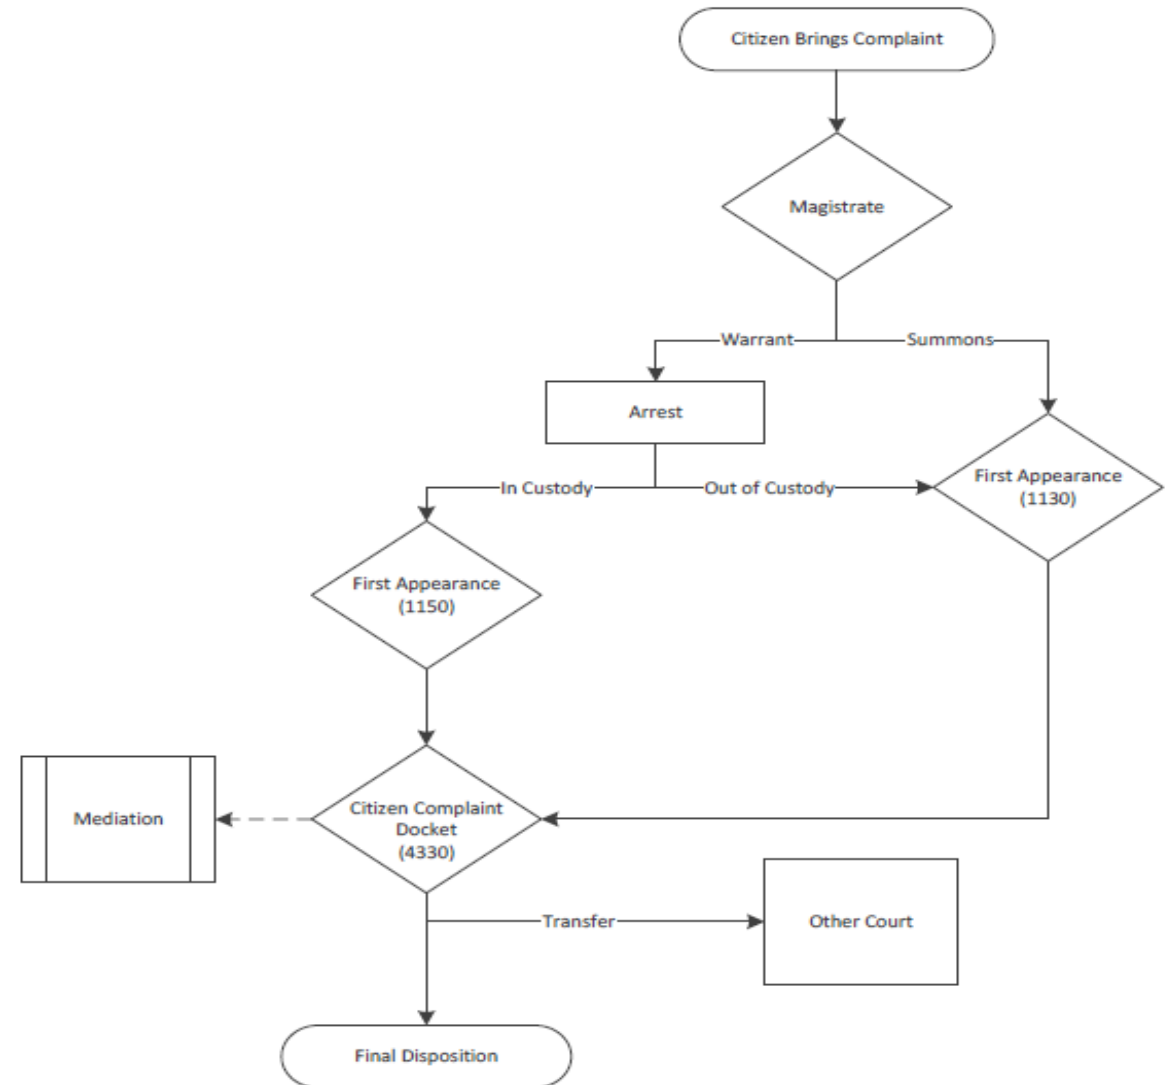 Citizen Brings Complaint
Magistrate
Warrant
Summons
Arrest
First Appearance
(1130)
In Custody
Out of Custody
First Appearance
(1150)
Mediation
Citizen Complaint
Docket
(4330)
Transfer
Other Court
Final Disposition